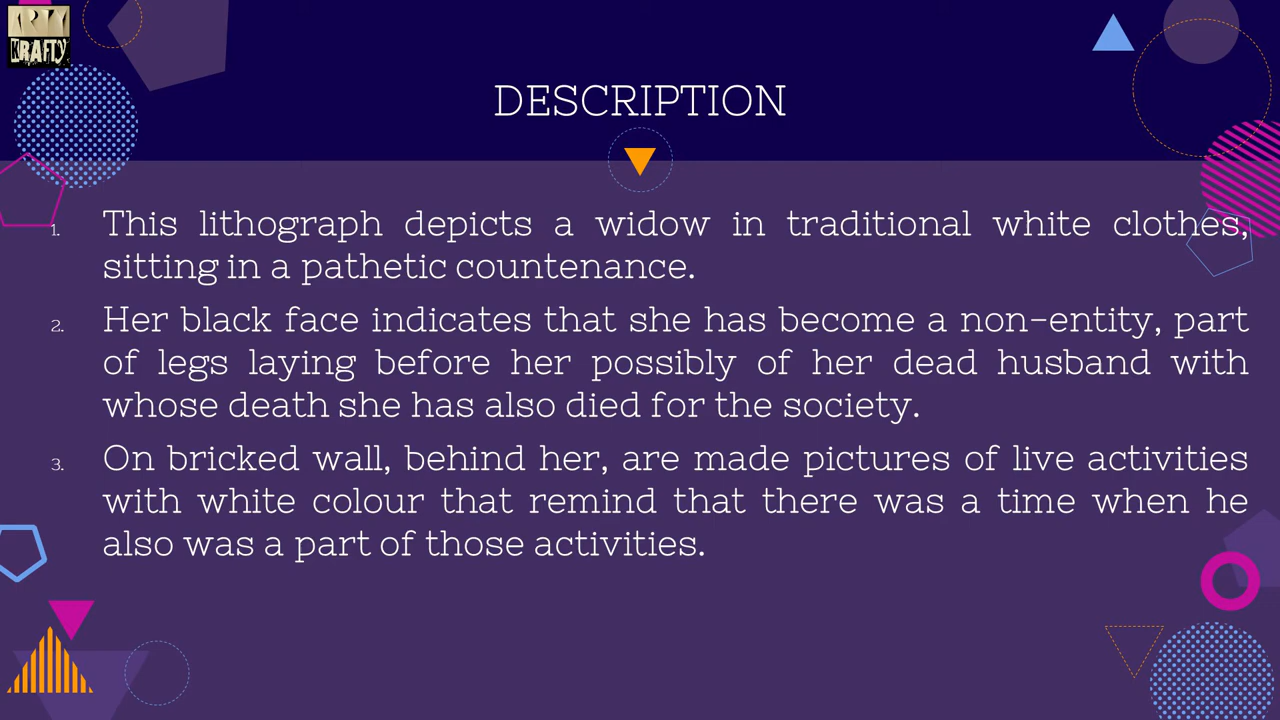 ARTY
KRAFTY
DESCRIPTION
1. This lithograph depicts a widow in traditional white clothes,
sitting in a pathetic countenance.
2. Her black face indicates that she has become a non-entity, part
of legs laying before her possibly of her dead husband with
whose death she has also died for the society.
3. On bricked wall, behind her, are made pictures of live activities
with white colour that remind that there was a time when he
also was a part of those activities.